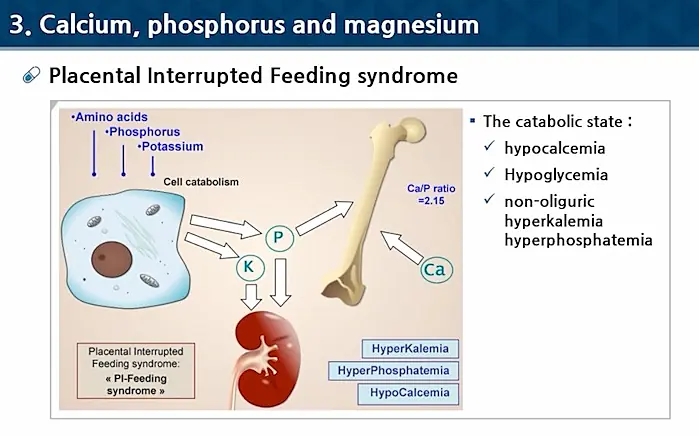 3. Calcium, phosphorus and magnesium
Placental Interrupted Feeding syndrome
•Amino acids
•Phosphorus
•Potassium
Cell catabolism
P
K
Ca/P ratio
=2.15
Ca
Placental Interrupted
Feeding syndrome:
« PI-Feeding
syndrome »
HyperKalemia
HyperPhosphatemia
HypoCalcemia
▪ The catabolic state :
✓ hypocalcemia
✓ Hypoglycemia
✓ non-oliguric
hyperkalemia
hyperphosphatemia